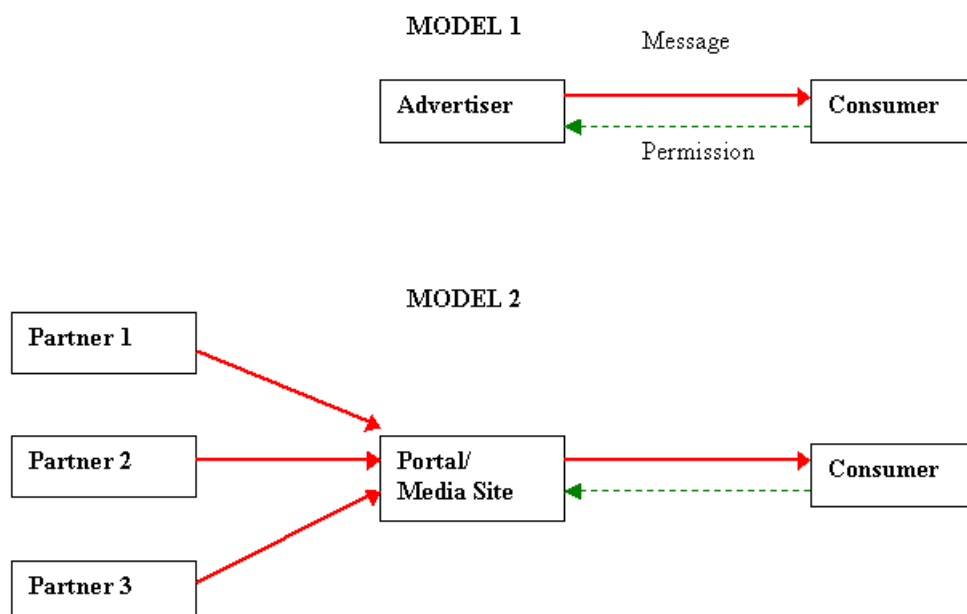 MODEL 1
Message
Advertiser
Consumer
Permission
MODEL 2
Partner 1
Partner 2
Portal/
Media Site
Consumer
Partner 3